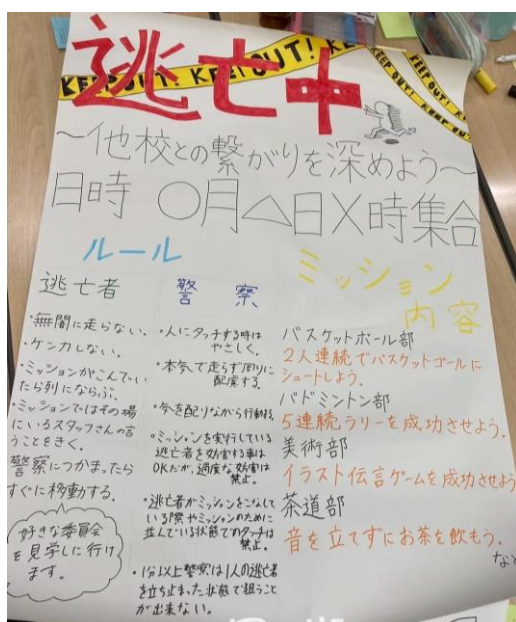 KEEP OUT! KEEP OUT!
KEEP OUT!
KEEP OUT!
逃亡中
〜他校との繋がりを深めよう〜
日時 ○月△日X時集合
ルール
逃亡者
・無闇に走らない。
・ケンカしない。
・ミッションがこんでい
たら列にならぶ。
・ミッションではその場
にいるスタッフさんの言
うことをきく。
警察につかまったら
すぐに移動する。
好きな委員会
を見学しに行け
ます。
警察
・人にタッチする時は
やさしく。
・本気で走らず周りに
配慮する。
・気を配りながら行動する。
・ミッションを実行している
逃亡者を妨害する事は
OKだが、過度な妨害は
禁止。
・逃亡者がミッションをこなして
いる際やミッションのために
並んでいる状態でのタッチは
禁止。
・1分以上警察は1人の逃亡者
を立ち止まった状態で狙うこと
が出来ない。
ミッション
内容
バスケットボール部
2人連続でバスケットゴールに
シュートしよう。
バドミントン部
5連続ラリーを成功させよう。
美術部
イラスト伝言ゲームを成功させよう
茶道部
音を立てずにお茶を飲もう。
など